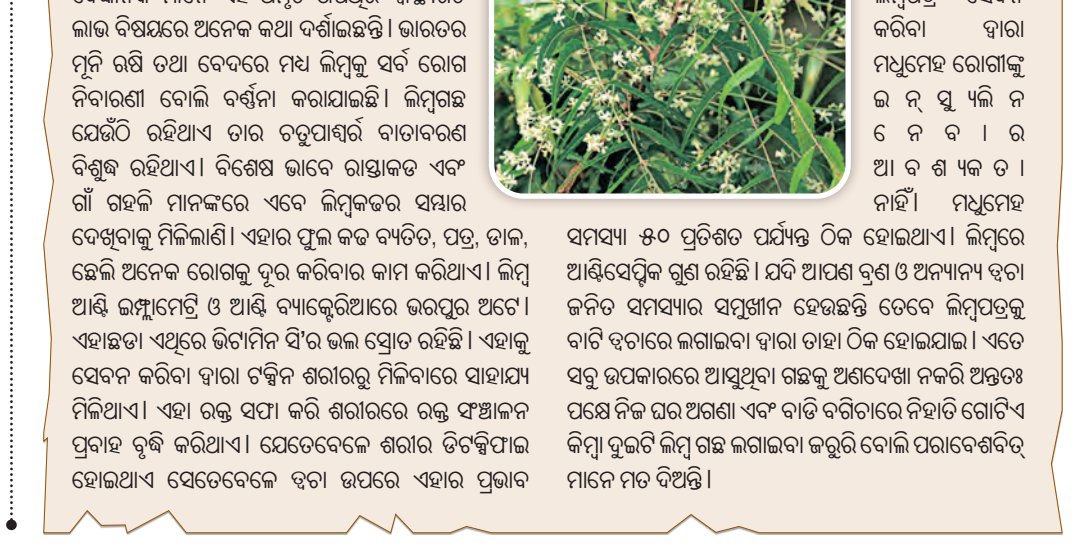 ଲାଭ ବିଷୟରେ ଅନେକ କଥା ଦର୍ଶାଇଛନ୍ତି। ଭାରତର
ମୂନି ଋଷି ତଥା ବେଦରେ ମଧ୍ୟ ଲିମ୍ବକୁ ସର୍ବ ରୋଗ
ନିବାରଣୀ ବୋଲି ବର୍ଣ୍ଣନା କରାଯାଇଛି। ଲିମ୍ବଗଛ
ଯେଉଁଠି ରହିଥାଏ ତାର ଚତୁପାଶ୍ୱର୍ର ବାତାବରଣ
ବିଶୁଦ୍ଧ ରହିଥାଏ। ବିଶେଷ ଭାବେ ରାସ୍ତାକଡ ଏବଂ
ଗାଁ ଗହଳି ମାନଙ୍କରେ ଏବେ ଲିମ୍ବକଢର ସମ୍ଭାର
ଦେଖିବାକୁ ମିଳିଲାଣି। ଏହାର ଫୁଲ କଢ ବ୍ୟତିତ, ପତ୍ର, ଡାଳ,
ଛେଲି ଅନେକ ରୋଗକୁ ଦୂର କରିବାର କାମ କରିଥାଏ। ଲିମ୍ବ
ଆଣ୍ଟି ଇମ୍ଫ୍ଲାମେଟ୍ରି ଓ ଆଣ୍ଟି ବ୍ୟାକ୍ଟେରିଆରେ ଭରପୁର ଅଟେ।
ଏହାଛଡା ଏଥିରେ ଭିଟାମିନ ସି'ର ଭଲ ସ୍ରୋତ ରହିଛି। ଏହାକୁ
ସେବନ କରିବା ଦ୍ୱାରା ଟକ୍ସିନ ଶରୀରରୁ ମିଳିବାରେ ସାହାଯ୍ୟ
ମିଳିଥାଏ। ଏହା ରକ୍ତ ସଫା କରି ଶରୀରରେ ରକ୍ତ ସଂଞ୍ଚାଳନ
ପ୍ରବାହ ବୃଦ୍ଧି କରିଥାଏ। ଯେତେବେଳେ ଶରୀର ଡିଟକ୍ସିଫାଇ
ହୋଇଥାଏ ସେତେବେଳେ ତ୍ୱଚା ଉପରେ ଏହାର ପ୍ରଭାବ
କରିବା ଦ୍ୱାରା
ମଧୁମେହ ରୋଗୀଙ୍କୁ
ଇନ୍ସୁ୍ୟଲିନ
ନେବାର
ଆବଶ୍ୟକତା
ନାହିଁ। ମଧୁମେହ
ସମସ୍ୟା ୫୦ ପ୍ରତିଶତ ପର୍ଯ୍ୟନ୍ତ ଠିକ ହୋଇଥାଏ। ଲିମ୍ବରେ
ଆଣ୍ଟିସେପ୍ଟିକ ଗୁଣ ରହିଛି। ଯଦି ଆପଣ ବ୍ରଣ ଓ ଅନ୍ୟାନ୍ୟ ତ୍ୱଚା
ଜନିତ ସମସ୍ୟାର ସମୁଖୀନ ହେଉଛନ୍ତି ତେବେ ଲିମ୍ବପତ୍ରକୁ
ବାଟି ତ୍ୱଚାରେ ଲଗାଇବା ଦ୍ୱାରା ତାହା ଠିକ ହୋଇଯାଇ। ଏତେ
ସବୁ ଉପକାରରେ ଆସୁଥିବା ଗଛକୁ ଅଣଦେଖା ନକରି ଅନ୍ତତଃ
ପକ୍ଷେ ନିଜ ଘର ଅଗଣା ଏବଂ ବାଡି ବଗିଚାରେ ନିହାତି ଗୋଟିଏ
କିମ୍ବା ଦୁଇଟି ଲିମ୍ବ ଗଛ ଲଗାଇବା ଜରୁରି ବୋଲି ପରାବେଶବିତ୍
ମାନେ ମତ ଦିଅନ୍ତି।